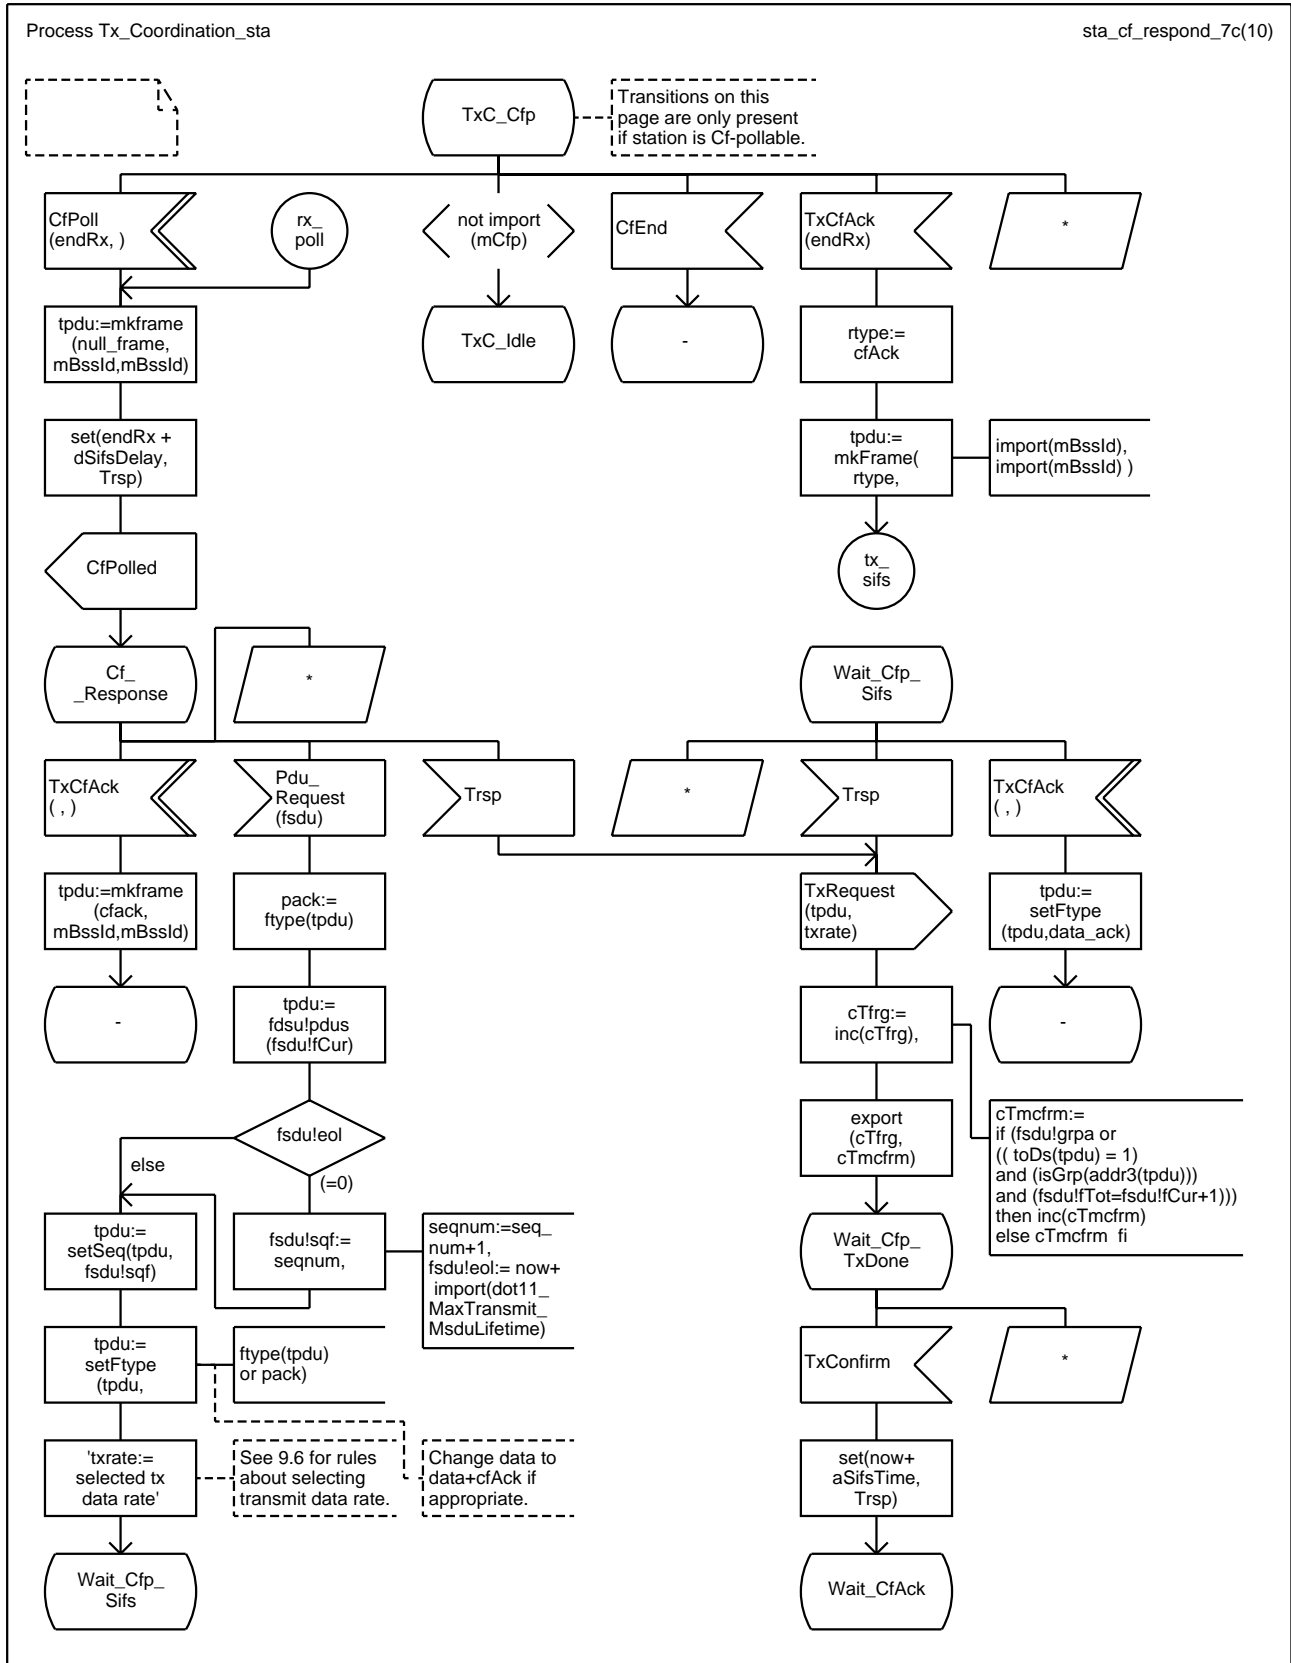 Process Tx_Coordination_sta
sta_cf_respond_7c(10)
TxC_Cfp
Transitions on this
page are only present
if station is Cf-pollable.
CfPoll
(endRx, )
rx_
poll
not import
(mCfp)
CfEnd
TxCfAck
(endRx)
*
tpdu:=mkframe
(null_frame,
mBssId,mBssId)
TxC_Idle
-
rtype:=
cfAck
set(endRx +
dSifsDelay,
Trsp)
tpdu:=
mkFrame(
rtype,
import(mBssId),
import(mBssId) )
CfPolled
tx_
sifs
Cf_
_Response
*
Wait_Cfp_
Sifs
TxCfAck
( , )
Pdu_
Request
(fsdu)
Trsp
*
Trsp
TxCfAck
( , )
tpdu:=mkframe
(cfack,
mBssId,mBssId)
pack:=
ftype(tpdu)
TxRequest
(tpdu,
txrate)
tpdu:=
setFtype
(tpdu,data_ack)
-
tpdu:=
fdsu!pdus
(fsdu!fCur)
cTfrg:=
inc(cTfrg),
-
fsdu!eol
else
(=0)
export
(cTfrg,
cTmcfrm)
cTmcfrm:=
if (fsdu!grpa or
(( toDs(tpdu) = 1)
and (isGrp(addr3(tpdu)))
and (fsdu!fTot=fsdu!fCur+1)))
then inc(cTmcfrm)
else cTmcfrm  fi
tpdu:=
setSeq(tpdu,
fsdu!sqf)
fsdu!sqf:=
seqnum,
seqnum:=seq_
num+1,
fsdu!eol:= now+
import(dot11_
MaxTransmit_
MsduLifetime)
Wait_Cfp_
TxDone
tpdu:=
setFtype
(tpdu,
ftype(tpdu)
or pack)
TxConfirm
*
'txrate:=
selected tx
data rate'
See 9.6 for rules
about selecting
transmit data rate.
Change data to
data+cfAck if
appropriate.
set(now+
aSifsTime,
Trsp)
Wait_Cfp_
Sifs
Wait_CfAck